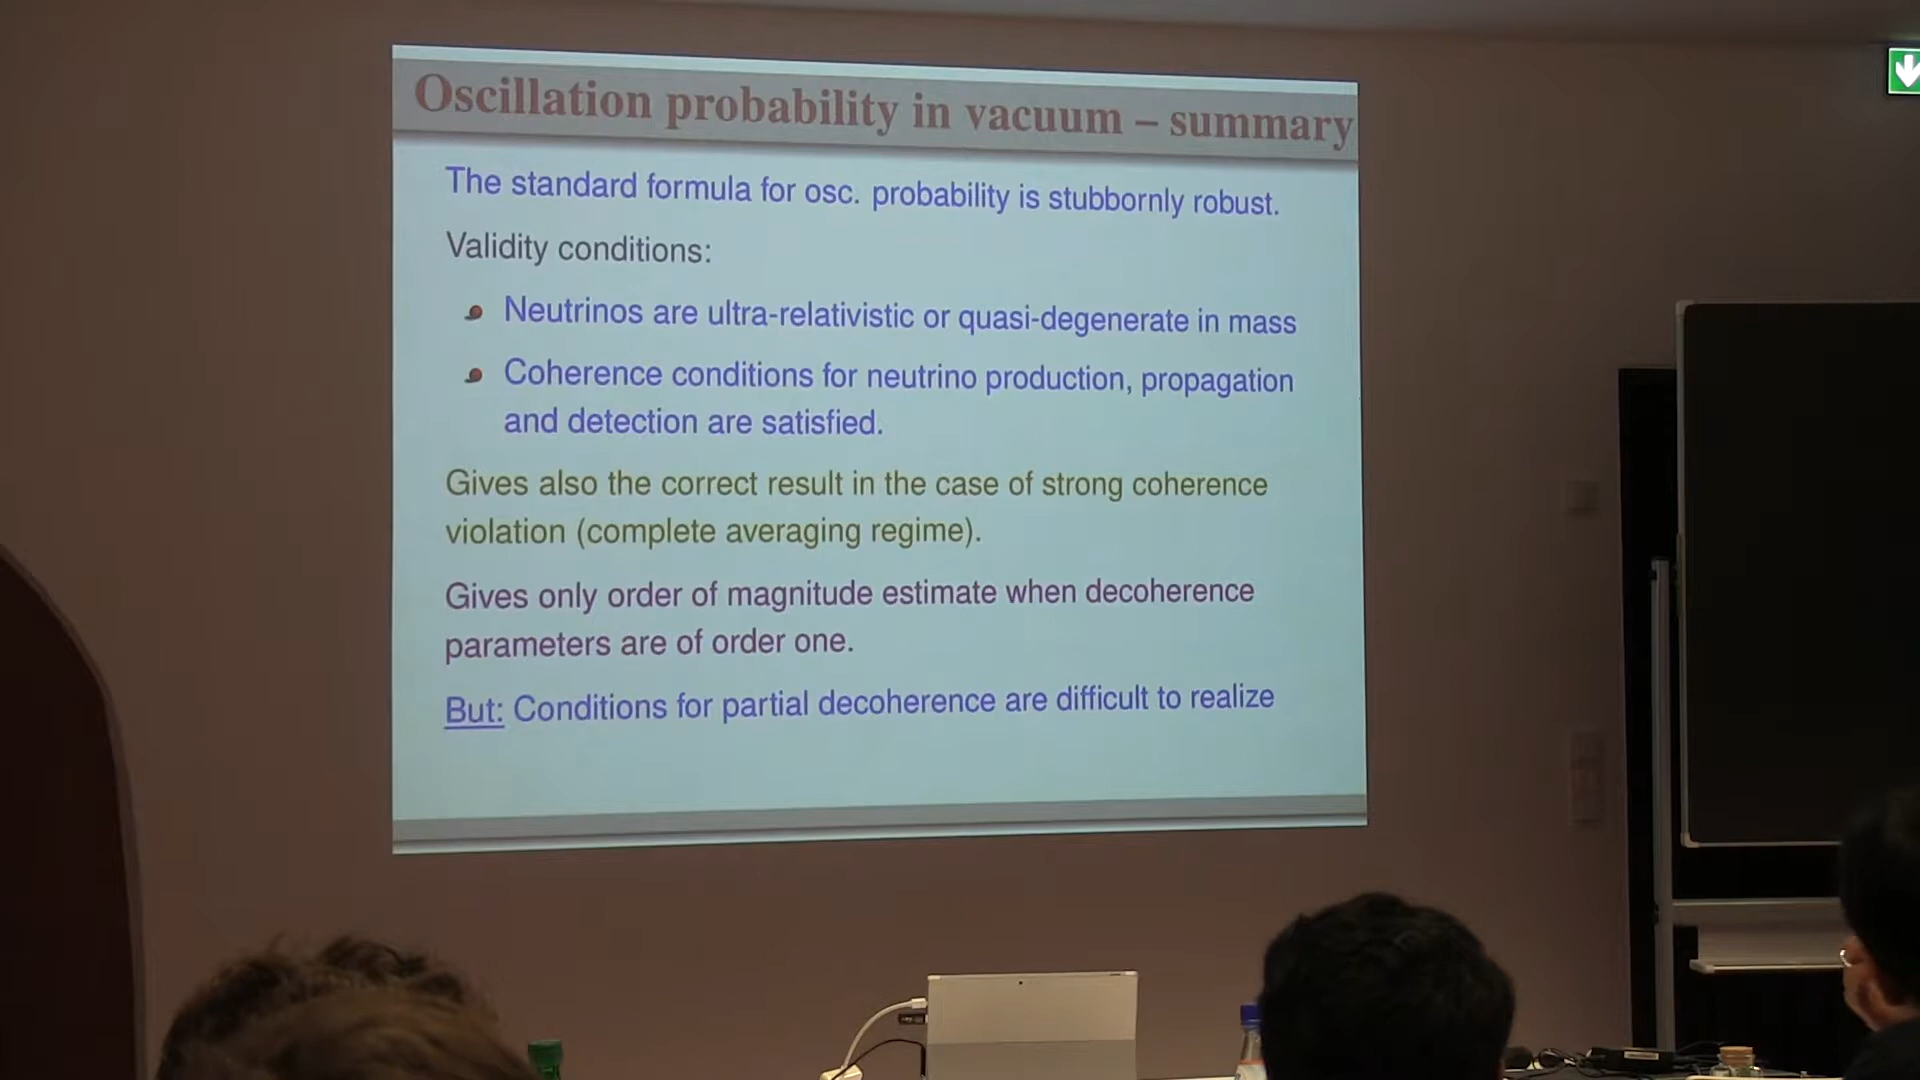 Oscillation probability in vacuum – summary
The standard formula for osc. probability is stubbornly robust.
Validity conditions:
Neutrinos are ultra-relativistic or quasi-degenerate in mass
Coherence conditions for neutrino production, propagation
and detection are satisfied.
Gives also the correct result in the case of strong coherence
violation (complete averaging regime).
Gives only order of magnitude estimate when decoherence
parameters are of order one.
But: Conditions for partial decoherence are difficult to realize